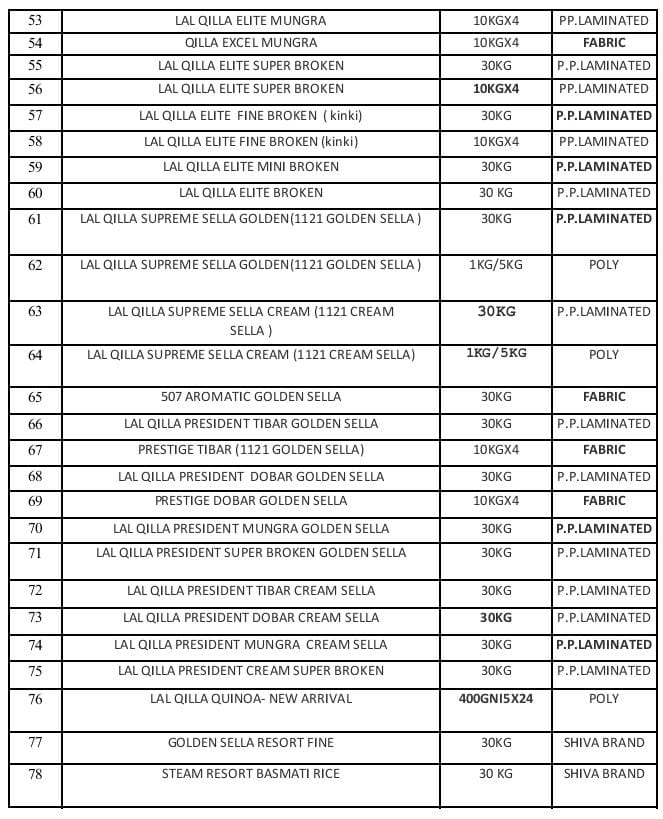 53 LAL QILLA ELITE MUNGRA 10KGX4 PP.LAMINATED
54 QILLA EXCEL MUNGRA 10KGX4 FABRIC
55 LAL QILLA ELITE SUPER BROKEN 30KG P.P.LAMINATED
56 LAL QILLA ELITE SUPER BROKEN 10KGX4 PP.LAMINATED
57 LAL QILLA ELITE FINE BROKEN ( kinki) 30KG P.P.LAMINATED
58 LAL QILLA ELITE FINE BROKEN (kinki) 10KGX4 PP.LAMINATED
59 LAL QILLA ELITE MINI BROKEN 30KG P.P.LAMINATED
60 LAL QILLA ELITE BROKEN 30 KG P.P.LAMINATED
61 LAL QILLA SUPREME SELLA GOLDEN(1121 GOLDEN SELLA ) 30KG P.P.LAMINATED
62 LAL QILLA SUPREME SELLA GOLDEN(1121 GOLDEN SELLA ) 1KG/5KG POLY
63 LAL QILLA SUPREME SELLA CREAM (1121 CREAM 30KG P.P.LAMINATED
SELLA )
64 LAL QILLA SUPREME SELLA CREAM (1121 CREAM SELLA) 1KG/5KG POLY
65 507 AROMATIC GOLDEN SELLA 30KG FABRIC
66 LAL QILLA PRESIDENT TIBAR GOLDEN SELLA 30KG P.P.LAMINATED
67 PRESTIGE TIBAR (1121 GOLDEN SELLA) 10KGX4 FABRIC
68 LAL QILLA PRESIDENT DOBAR GOLDEN SELLA 30KG P.P.LAMINATED
69 PRESTIGE DOBAR GOLDEN SELLA 10KGX4 FABRIC
70 LAL QILLA PRESIDENT MUNGRA GOLDEN SELLA 30KG P.P.LAMINATED
71 LAL QILLA PRESIDENT SUPER BROKEN GOLDEN SELLA 30KG P.P.LAMINATED
72 LAL QILLA PRESIDENT TIBAR CREAM SELLA 30KG P.P.LAMINATED
73 LAL QILLA PRESIDENT DOBAR CREAM SELLA 30KG P.P.LAMINATED
74 LAL QILLA PRESIDENT MUNGRA CREAM SELLA 30KG P.P.LAMINATED
75 LAL QILLA PRESIDENT CREAM SUPER BROKEN 30KG P.P.LAMINATED
76 LAL QILLA QUINOA- NEW ARRIVAL 400GNI5X24 POLY
77 GOLDEN SELLA RESORT FINE 30KG SHIVA BRAND
78 STEAM RESORT BASMATI RICE 30 KG SHIVA BRAND